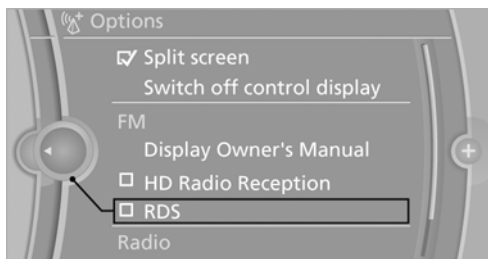 Options
Split screen
Switch off control display
FM
Display Owner's Manual
HD Radio Reception
RDS
Radio